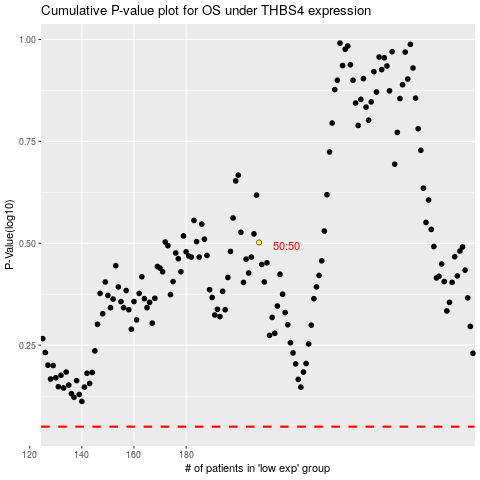 Cumulative P-value plot for OS under THBS4 expression
1.00
0.75
0.50
0.25
P-Value(log10)
50:50
120 140 160 180
# of patients in 'low exp' group